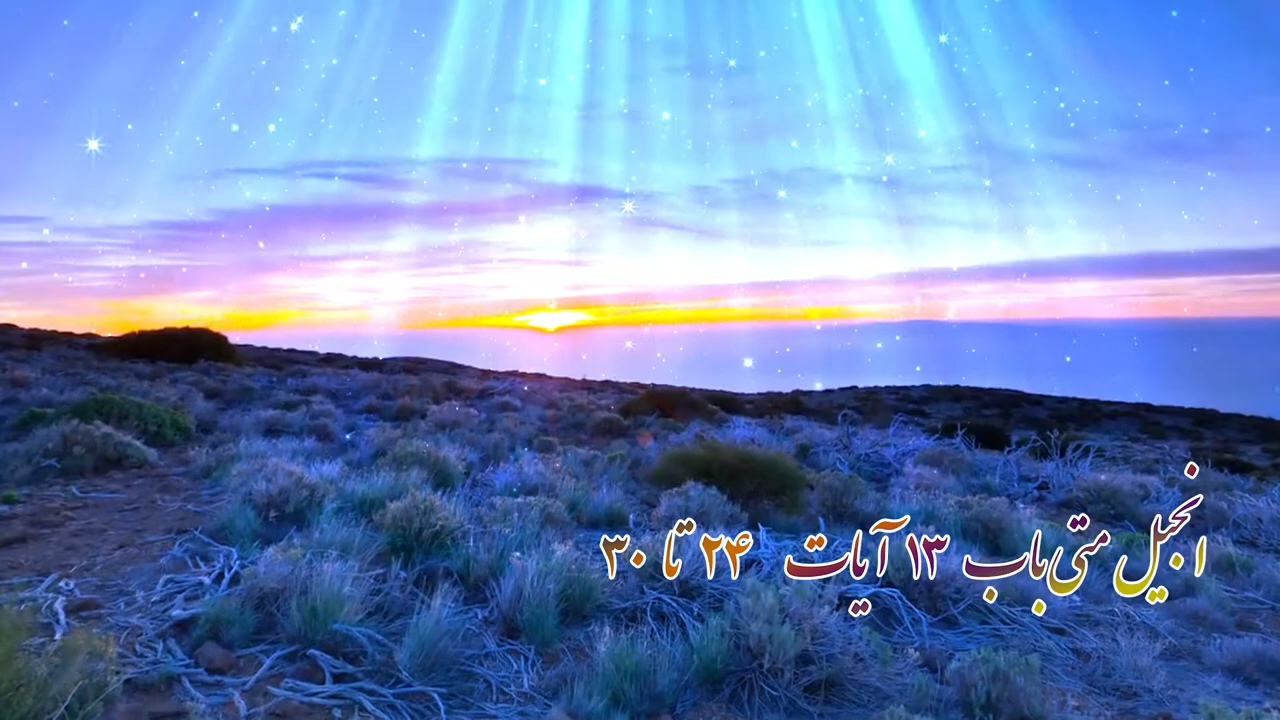 انجیل متی باب ۱۳ آیات ۲۴ تا ۳۰